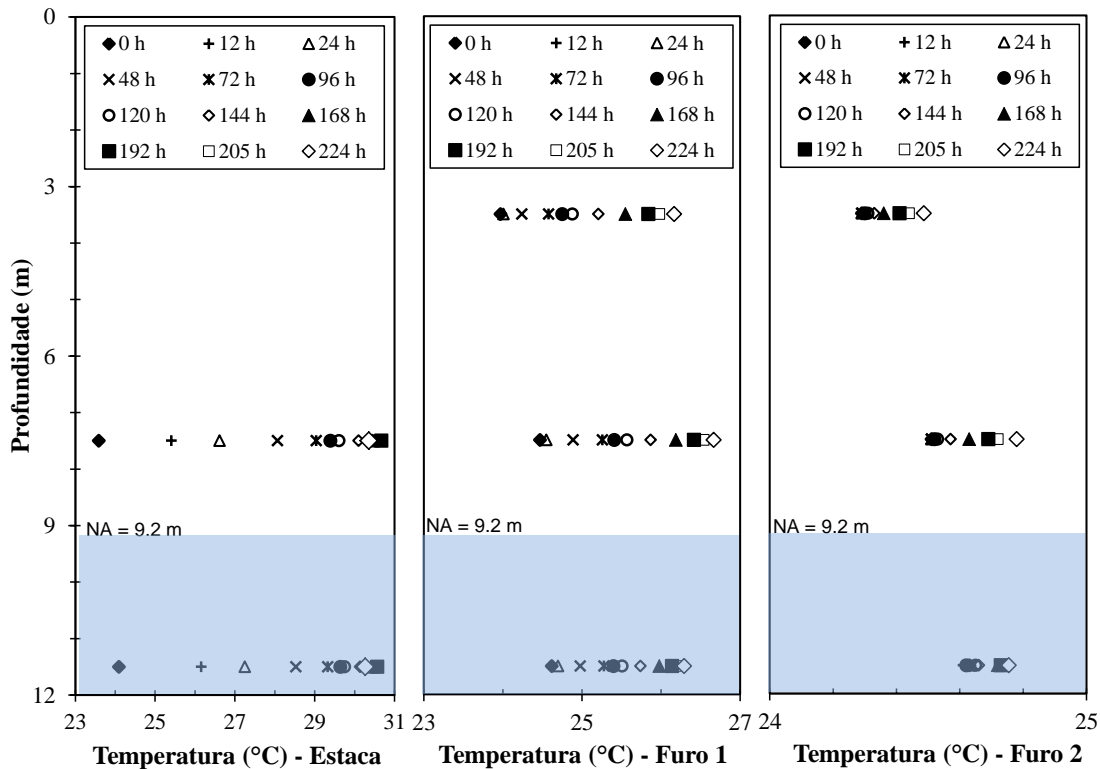 0
3
6
9
12
Profundidade (m)
0 h 12 h 24 h
48 h 72 h 96 h
120 h 144 h 168 h
192 h 205 h 224 h
NA = 9.2 m
23 25 27 29 31
Temperatura (°C) - Estaca
0 h 12 h 24 h
48 h 72 h 96 h
120 h 144 h 168 h
192 h 205 h 224 h
NA = 9.2 m
23 25 27
Temperatura (°C) - Furo 1
0 h 12 h 24 h
48 h 72 h 96 h
120 h 144 h 168 h
192 h 205 h 224 h
NA = 9.2 m
24 25
Temperatura (°C) - Furo 2